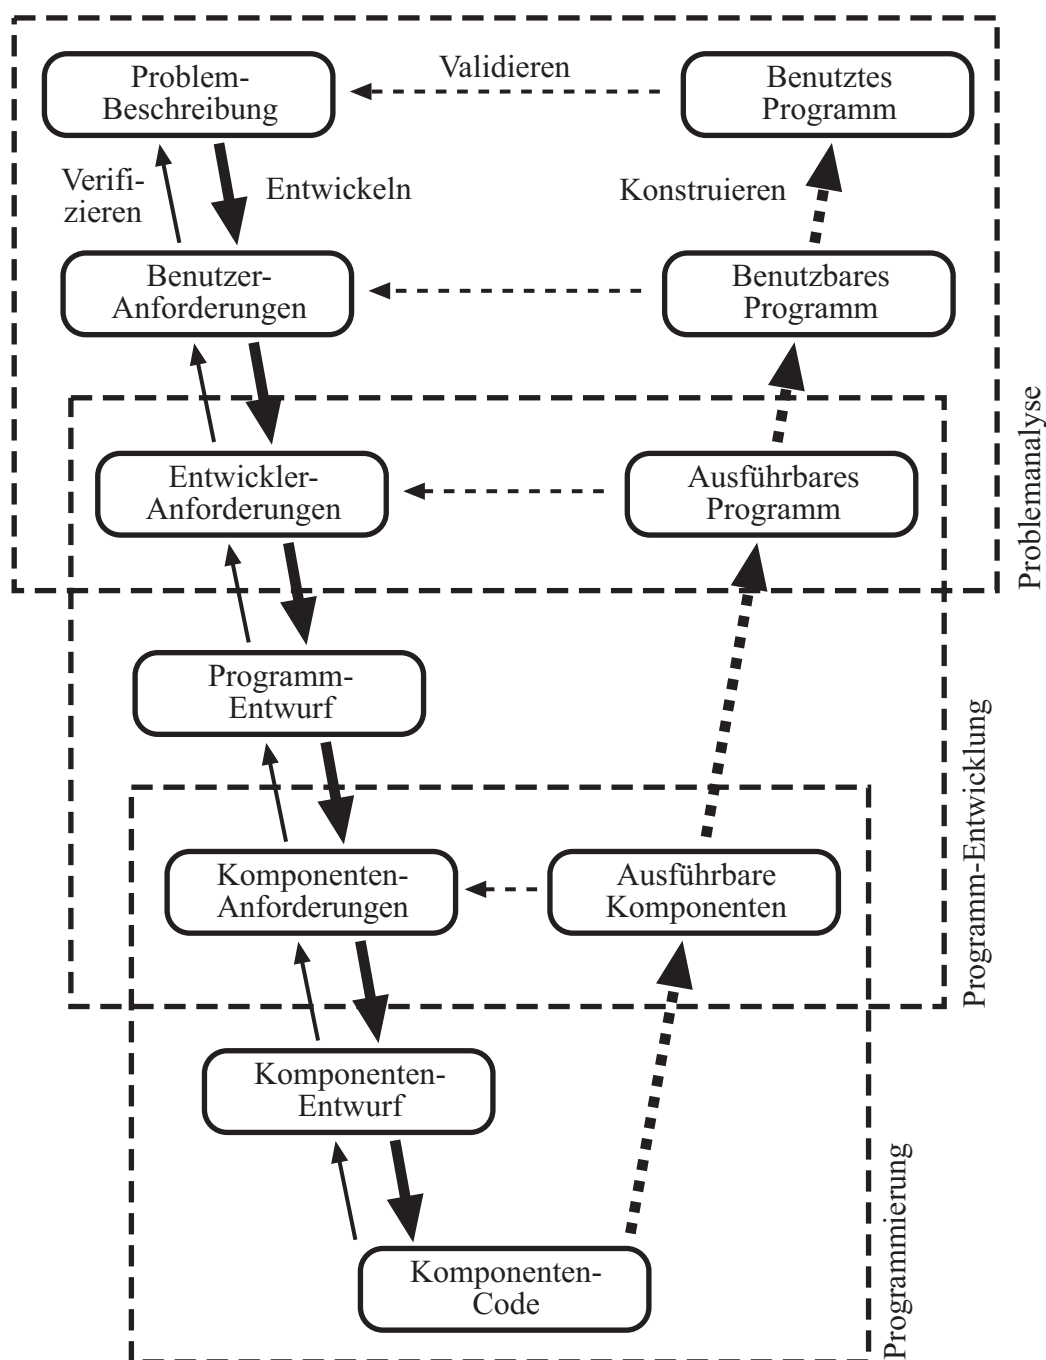 Problem-
Beschreibung
Validieren
Benutztes
Programm
Verifi-
zieren
Entwickeln
Konstruieren
Benutzer-
Anforderungen
Benutzbares
Programm
Problemanalyse
Entwickler-
Anforderungen
Ausführbares
Programm
Programm-
Entwurf
Programm-Entwicklung
Komponenten-
Anforderungen
Ausführbare
Komponenten
Komponenten-
Entwurf
Programmierung
Komponenten-
Code